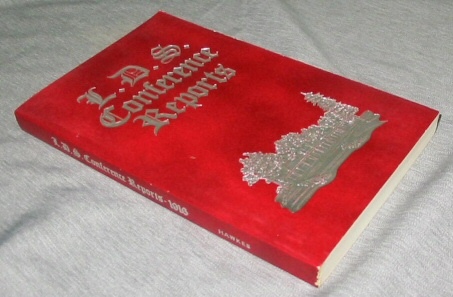 L.D.S.
Conference
Reports
L.D.S. Conference Reports-1916 HAWKES